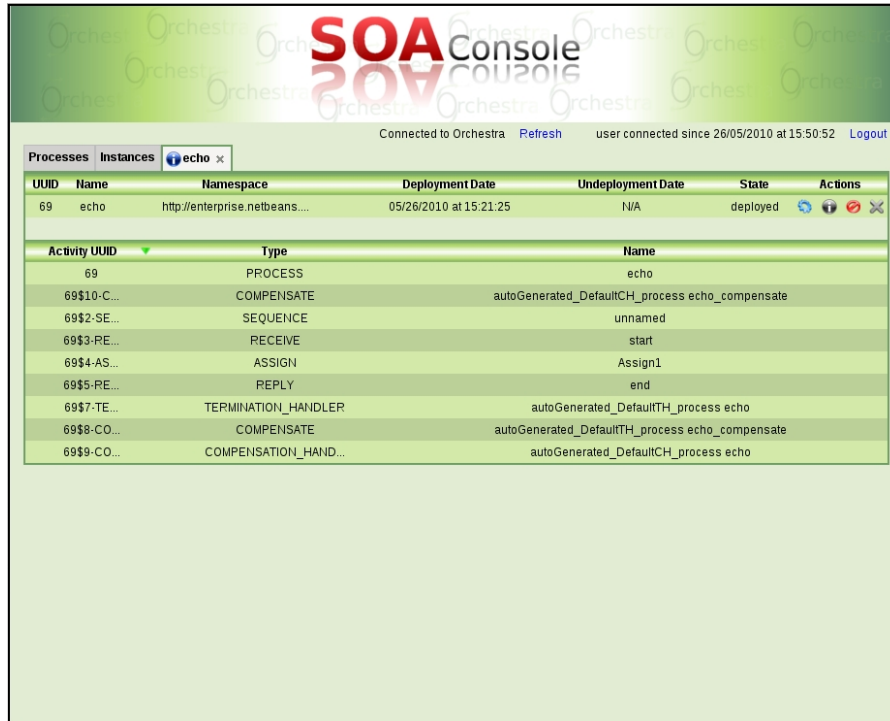 SOA Console
Connected to Orchestra Refresh user connected since 26/05/2010 at 15:50:52 Logout
Processes Instances echo
UUID Name Namespace Deployment Date Undeployment Date State Actions
69 echo http://enterprise.netbeans.... 05/26/2010 at 15:21:25 N/A deployed
Activity UUID Type Name
69 PROCESS echo
69$10-C... COMPENSATE autoGenerated_DefaultCH_process echo_compensate
69$2-SE... SEQUENCE unnamed
69$3-RE... RECEIVE start
69$4-AS... ASSIGN Assign1
69$5-RE... REPLY end
69$7-TE... TERMINATION_HANDLER autoGenerated_DefaultTH_process echo
69$8-CO... COMPENSATE autoGenerated_DefaultTH_process echo_compensate
69$9-CO... COMPENSATION_HAND... autoGenerated_DefaultCH_process echo